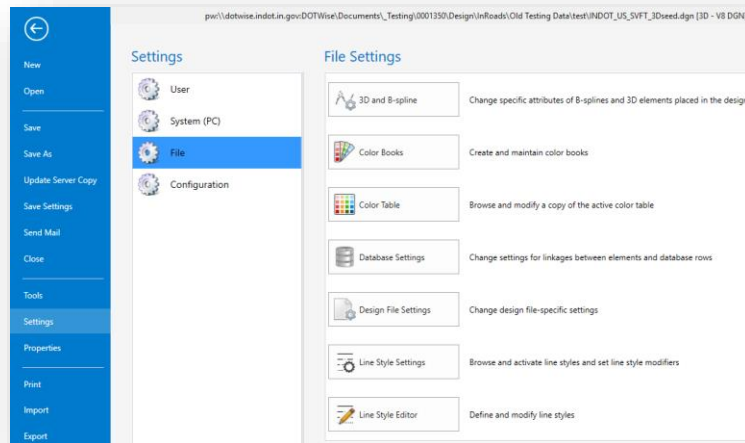 pw:\\dotwise.indot.in.gov:DOTWise\Documents\_Testing\0001350\Design\InRoads\Old Testing Data\test\INDOT_US_SVFT_3Dseed.dgn [3D - V8 DGN]
New
Open
Save
Save As
Update Server Copy
Save Settings
Send Mail
Close
Tools
Settings
Properties
Print
Import
Export
Settings
User
System (PC)
File
Configuration
File Settings
3D and B-spline
Change specific attributes of B-splines and 3D elements placed in the design
Color Books
Create and maintain color books
Color Table
Browse and modify a copy of the active color table
Database Settings
Change settings for linkages between elements and database rows
Design File Settings
Change design file-specific settings
Line Style Settings
Browse and activate line styles and set line style modifiers
Line Style Editor
Define and modify line styles